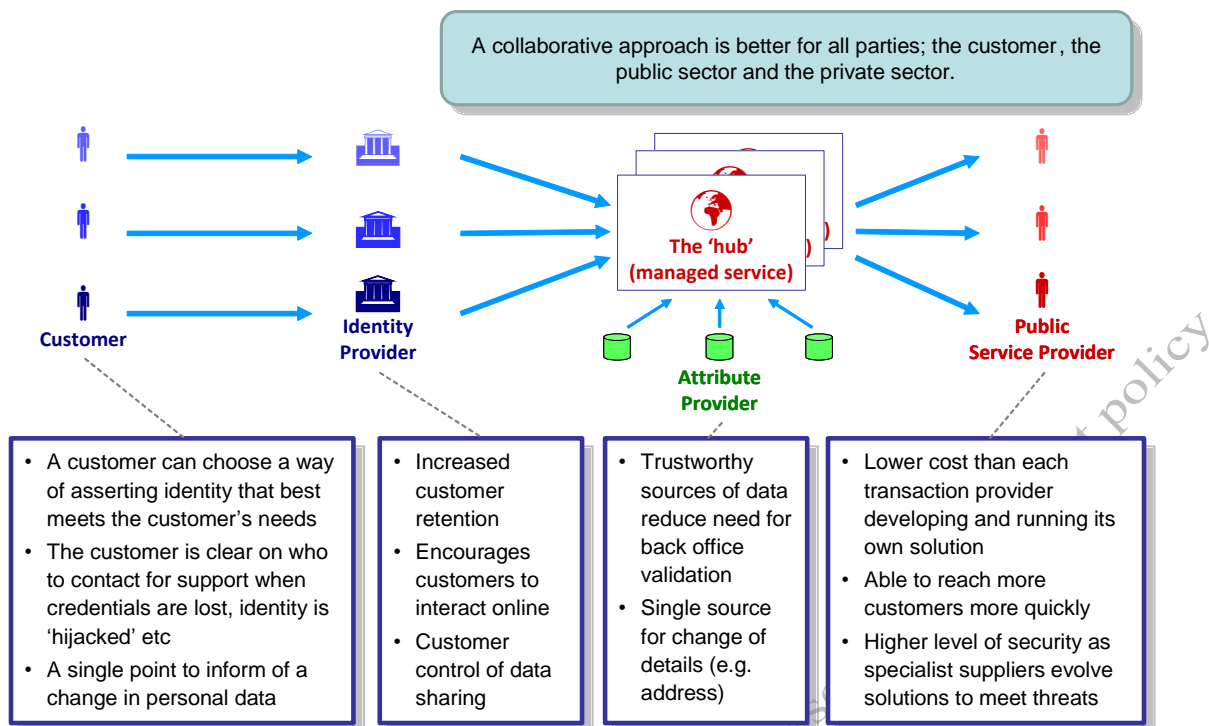 A collaborative approach is better for all parties; the customer, the
public sector and the private sector.
The ‘hub’
(managed service)
)
)
Customer
Identity
Provider
Attribute
Provider
Public
Service Provider
• A customer can choose a way
of asserting identity that best
meets the customer’s needs
• The customer is clear on who
to contact for support when
credentials are lost, identity is
‘hijacked’ etc
• A single point to inform of a
change in personal data
• Increased
customer
retention
• Encourages
customers to
interact online
• Customer
control of data
sharing
• Trustworthy
sources of data
reduce need for
back office
validation
• Single source
for change of
details (e.g.
address)
• Lower cost than each
transaction provider
developing and running its
own solution
• Able to reach more
customers more quickly
• Higher level of security as
specialist suppliers evolve
solutions to meet threats
policy